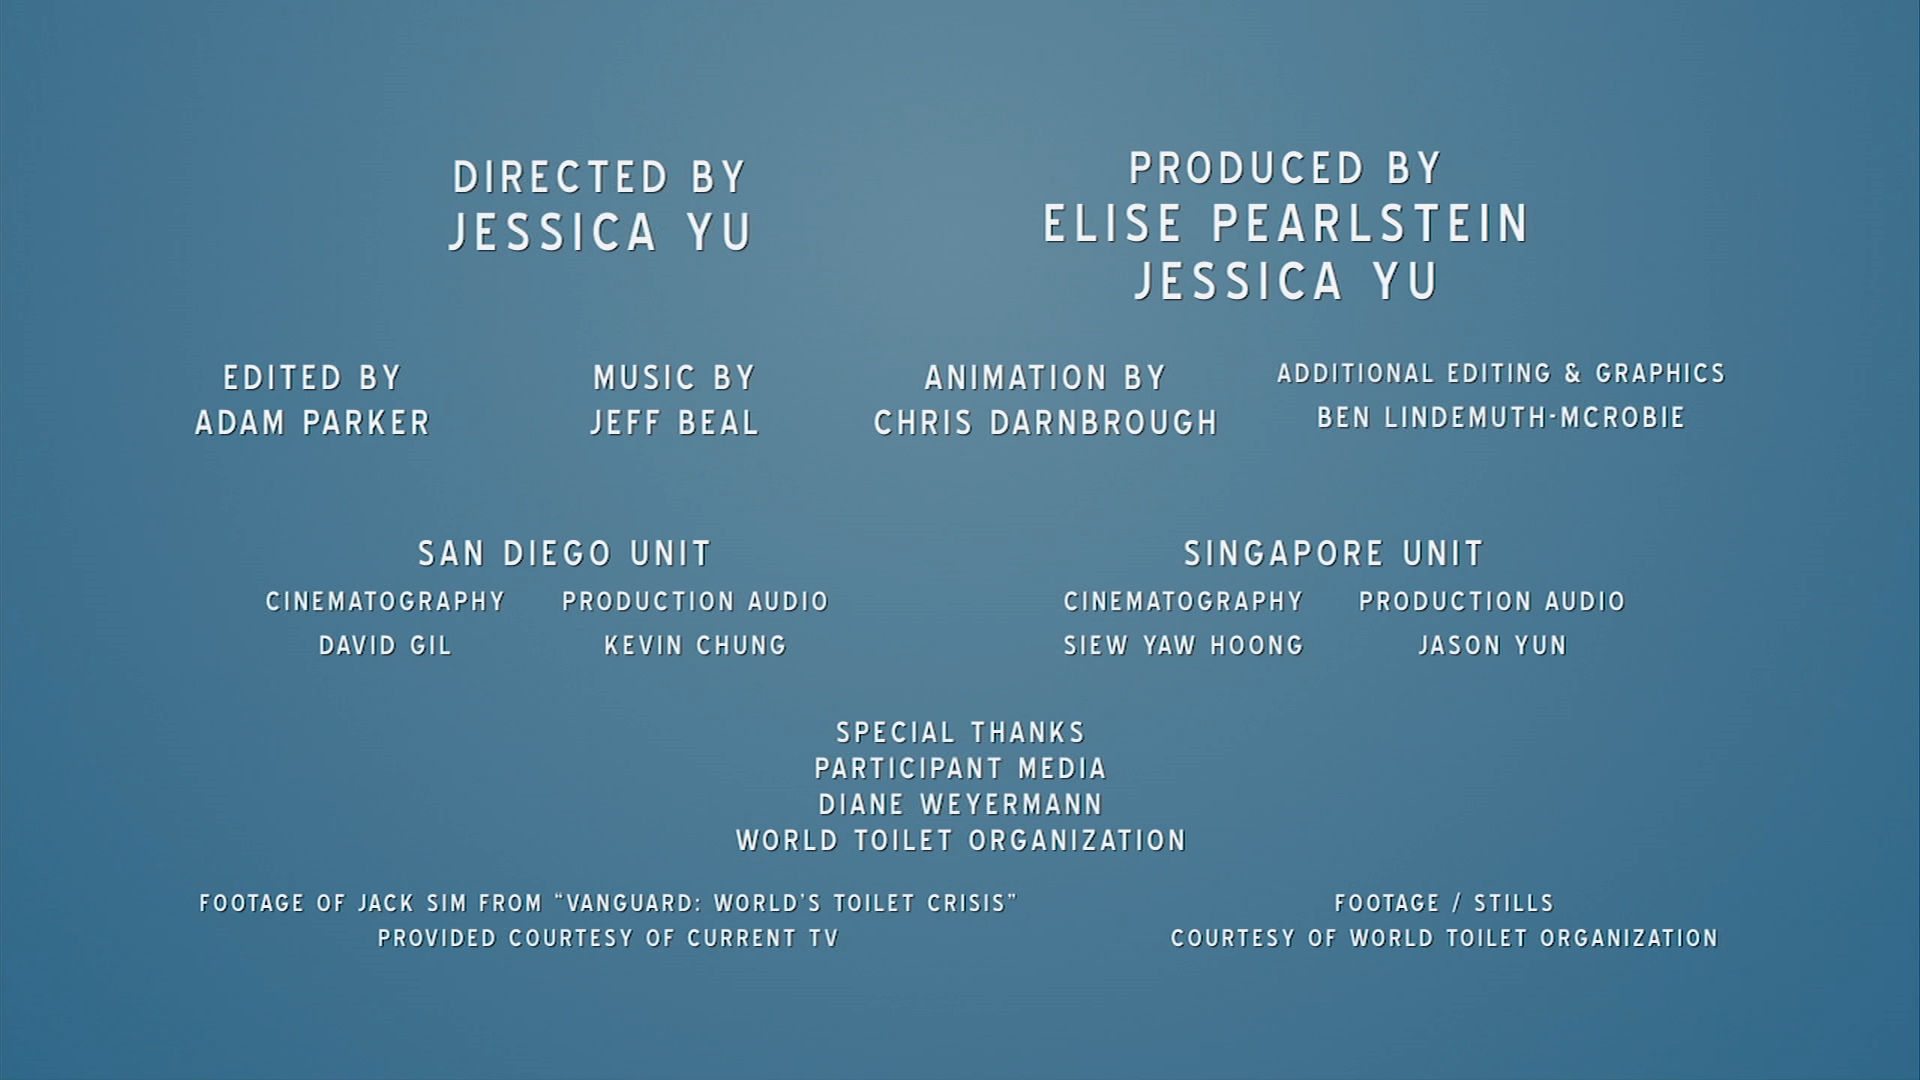 DIRECTED BY
JESSICA YU
PRODUCED BY
ELISE PEARLSTEIN
JESSICA YU
EDITED BY
ADAM PARKER
MUSIC BY
JEFF BEAL
ANIMATION BY
CHRIS DARNBROUGH
ADDITIONAL EDITING & GRAPHICS
BEN LINDEMUTH-MCROBIE
SAN DIEGO UNIT
CINEMATOGRAPHY
DAVID GIL
PRODUCTION AUDIO
KEVIN CHUNG
SINGAPORE UNIT
CINEMATOGRAPHY
SIEW YAW HOONG
PRODUCTION AUDIO
JASON YUN
SPECIAL THANKS
PARTICIPANT MEDIA
DIANE WEYERMANN
WORLD TOILET ORGANIZATION
FOOTAGE OF JACK SIM FROM “VANGUARD: WORLD’S TOILET CRISIS”
PROVIDED COURTESY OF CURRENT TV
FOOTAGE / STILLS
COURTESY OF WORLD TOILET ORGANIZATION